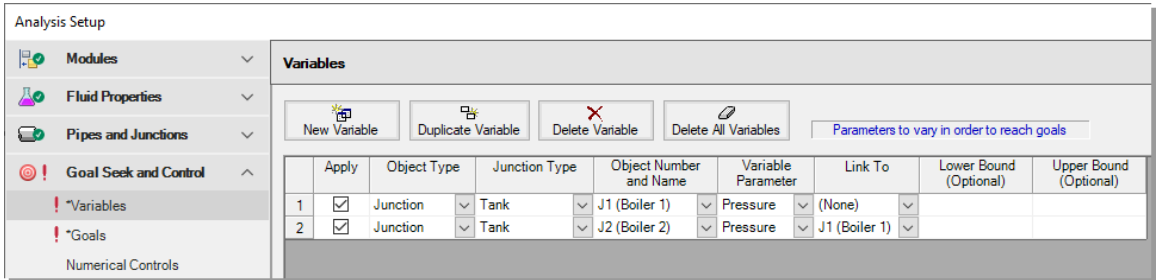 Analysis Setup
Modules
Fluid Properties
Pipes and Junctions
Goal Seek and Control
*Variables
*Goals
Numerical Controls
Variables
New Variable
Duplicate Variable
Delete Variable
Delete All Variables
Parameters to vary in order to reach goals
Apply Object Type Junction Type Object Number and Name Variable Parameter Link To Lower Bound (Optional) Upper Bound (Optional)
1 Junction Tank J1 (Boiler 1) Pressure (None)
2 Junction Tank J2 (Boiler 2) Pressure J1 (Boiler 1)